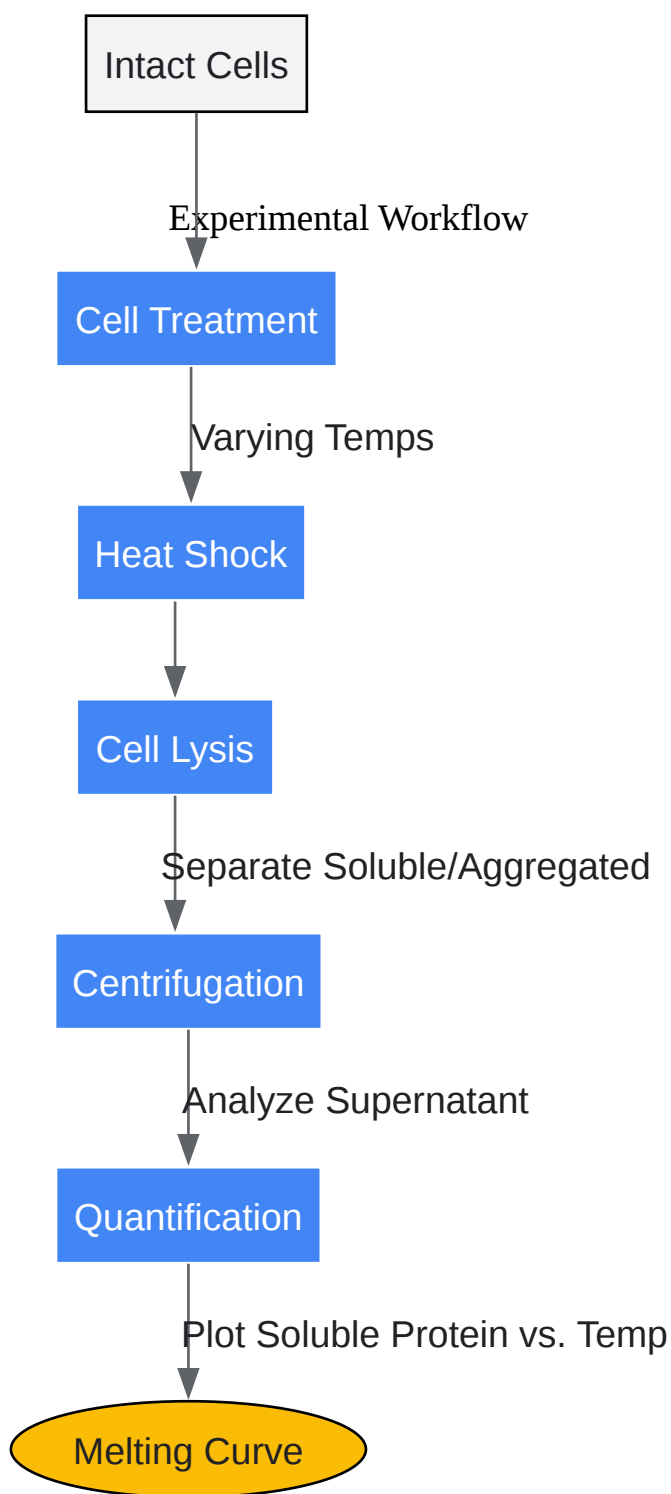 Intact Cells
Experimental Workflow
Cell Treatment
Varying Temps
Heat Shock
Cell Lysis
Separate Soluble/Aggregated
Centrifugation
Analyze Supernatant
Quantification
Plot Soluble Protein vs. Temp
Melting Curve